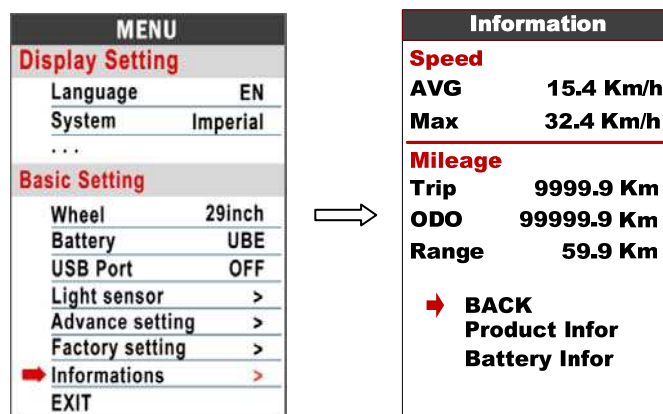 MENU
Display Setting
Language EN
System Imperial
...
Basic Setting
Wheel 29inch
Battery UBE
USB Port OFF
Light sensor >
Advance setting >
Factory setting >
Informations >
EXIT
Information
Speed
AVG 15.4 Km/h
Max 32.4 Km/h
Mileage
Trip 9999.9 Km
ODO 99999.9 Km
Range 59.9 Km
BACK
Product Infor
Battery Infor